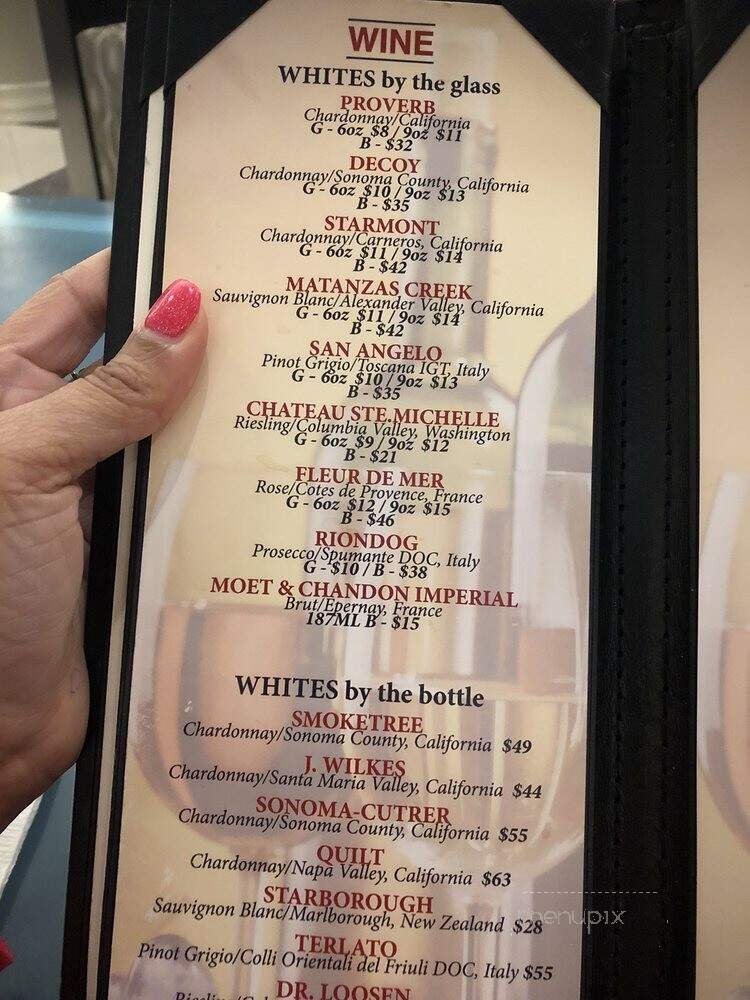 WINE
WHITES by the glass
PROVERB
Chardonnay/California
G - 6oz $8 / 9oz $11
B - $32
DECOY
Chardonnay/Sonoma County, California
G - 6oz $10 / 9oz $13
B - $35
STARMONT
Chardonnay/Carneros, California
G - 6oz $11 / 9oz $14
B - $42
MATANZAS CREEK
Sauvignon Blanc/Alexander Valley, California
G - 6oz $11 / 9oz $14
B - $42
SAN ANGELO
Pinot Grigio/Toscana IGT, Italy
G - 6oz $10 / 9oz $13
B - $35
CHATEAU STE.MICHELLE
Riesling/Columbia Valley, Washington
G - 6oz $9 / 9oz $12
B - $21
FLEUR DE MER
Rose/Cotes de Provence, France
G - 6oz $12 / 9oz $15
B - $46
RIONDOG
Prosecco/Spumante DOC, Italy
G - $10 / B - $38
MOET & CHANDON IMPERIAL
Brut/Epernay, France
187ML B - $15
WHITES by the bottle
SMOKETREE
Chardonnay/Sonoma County, California $49
J. WILKES
Chardonnay/Santa Maria Valley, California $44
SONOMA-CUTRER
Chardonnay/Sonoma County, California $55
QUILT
Chardonnay/Napa Valley, California $63
STARBOROUGH
Sauvignon Blanc/Marlborough, New Zealand $28
TERLATO
Pinot Grigio/Colli Orientali del Friuli DOC, Italy $55
DR. LOOSEN
menupix